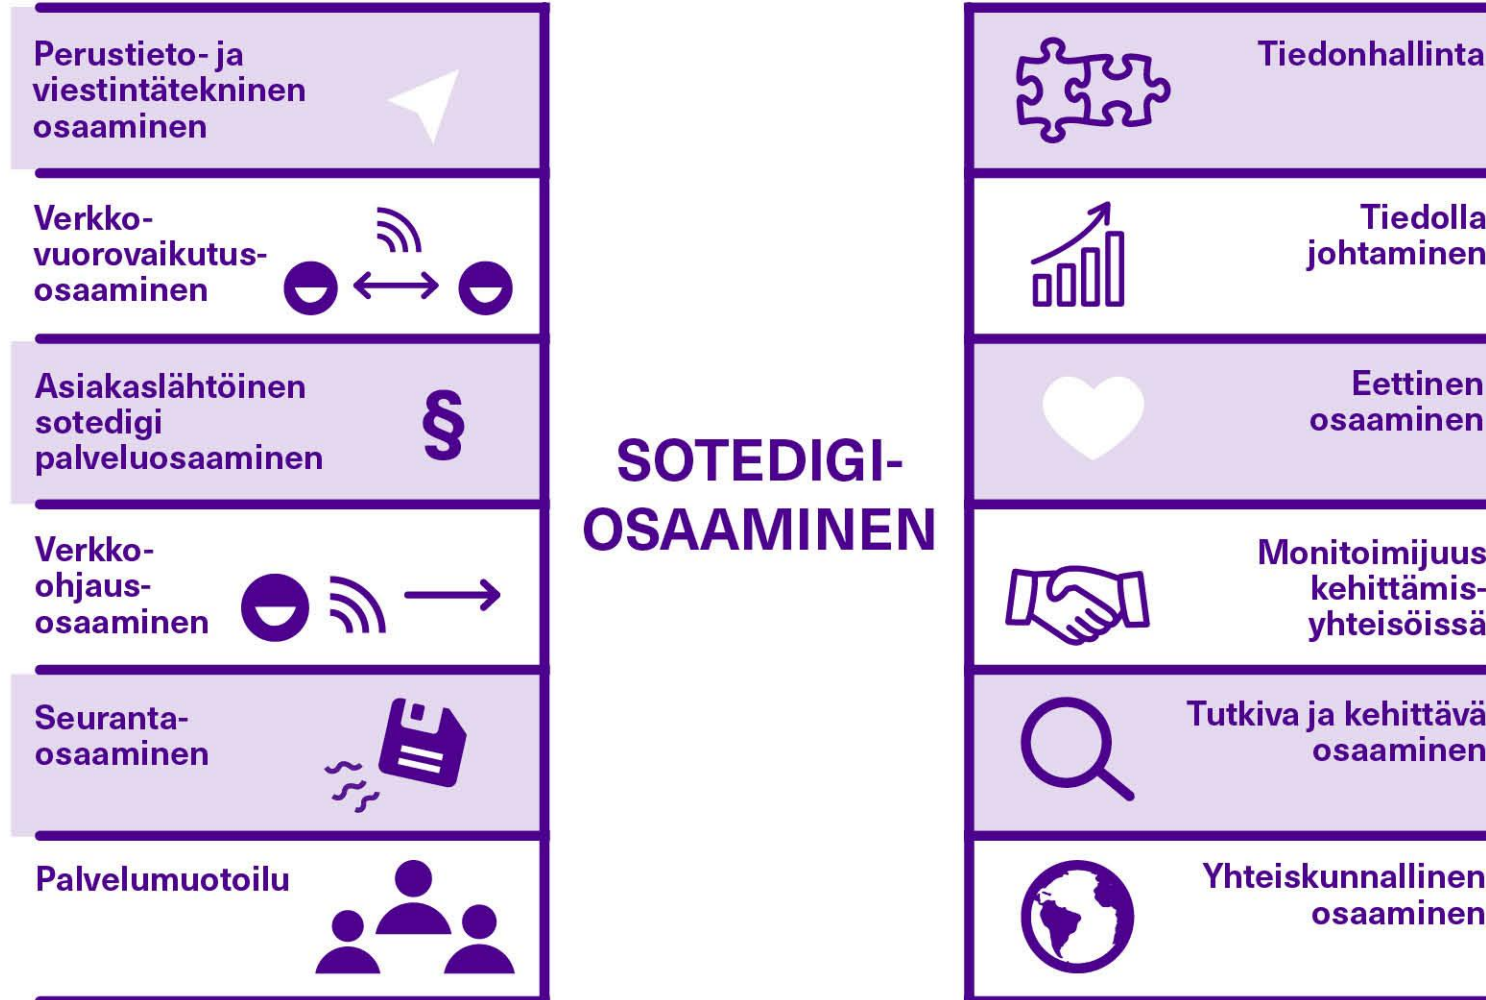 Perustieto- ja
viestintätekninen
osaaminen
Verkko-
vuorovaikutus-
osaaminen
Asiakaslähtöinen
sotedigi
palveluosaaminen
§
Verkko-
ohjaus-
osaaminen
Seuranta-
osaaminen
Palvelumuotoilu
SOTEDIGI-
OSAAMINEN
Tiedonhallinta
Tiedolla
johtaminen
Eettinen
osaaminen
Monitoimijuus
kehittämis-
yhteisöissä
Tutkiva ja kehittävä
osaaminen
Yhteiskunnallinen
osaaminen